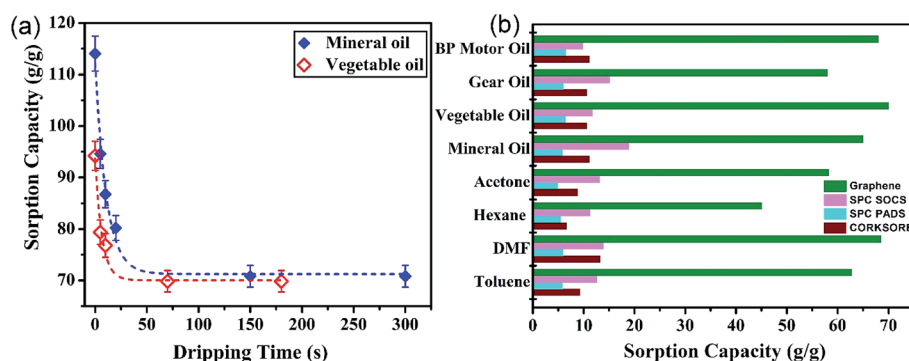 (a)
Sorption Capacity (g/g)
120
110
100
90
80
70
60
Mineral oil
Vegetable oil
0 50 100 150 200 250 300
Dripping Time (s)
(b)
BP Motor Oil
Gear Oil
Vegetable Oil
Mineral Oil
Acetone
Hexane
DMF
Toluene
Graphene
SPC SOCS
SPC PADS
CORKSORB
0 10 20 30 40 50 60 70
Sorption Capacity (g/g)